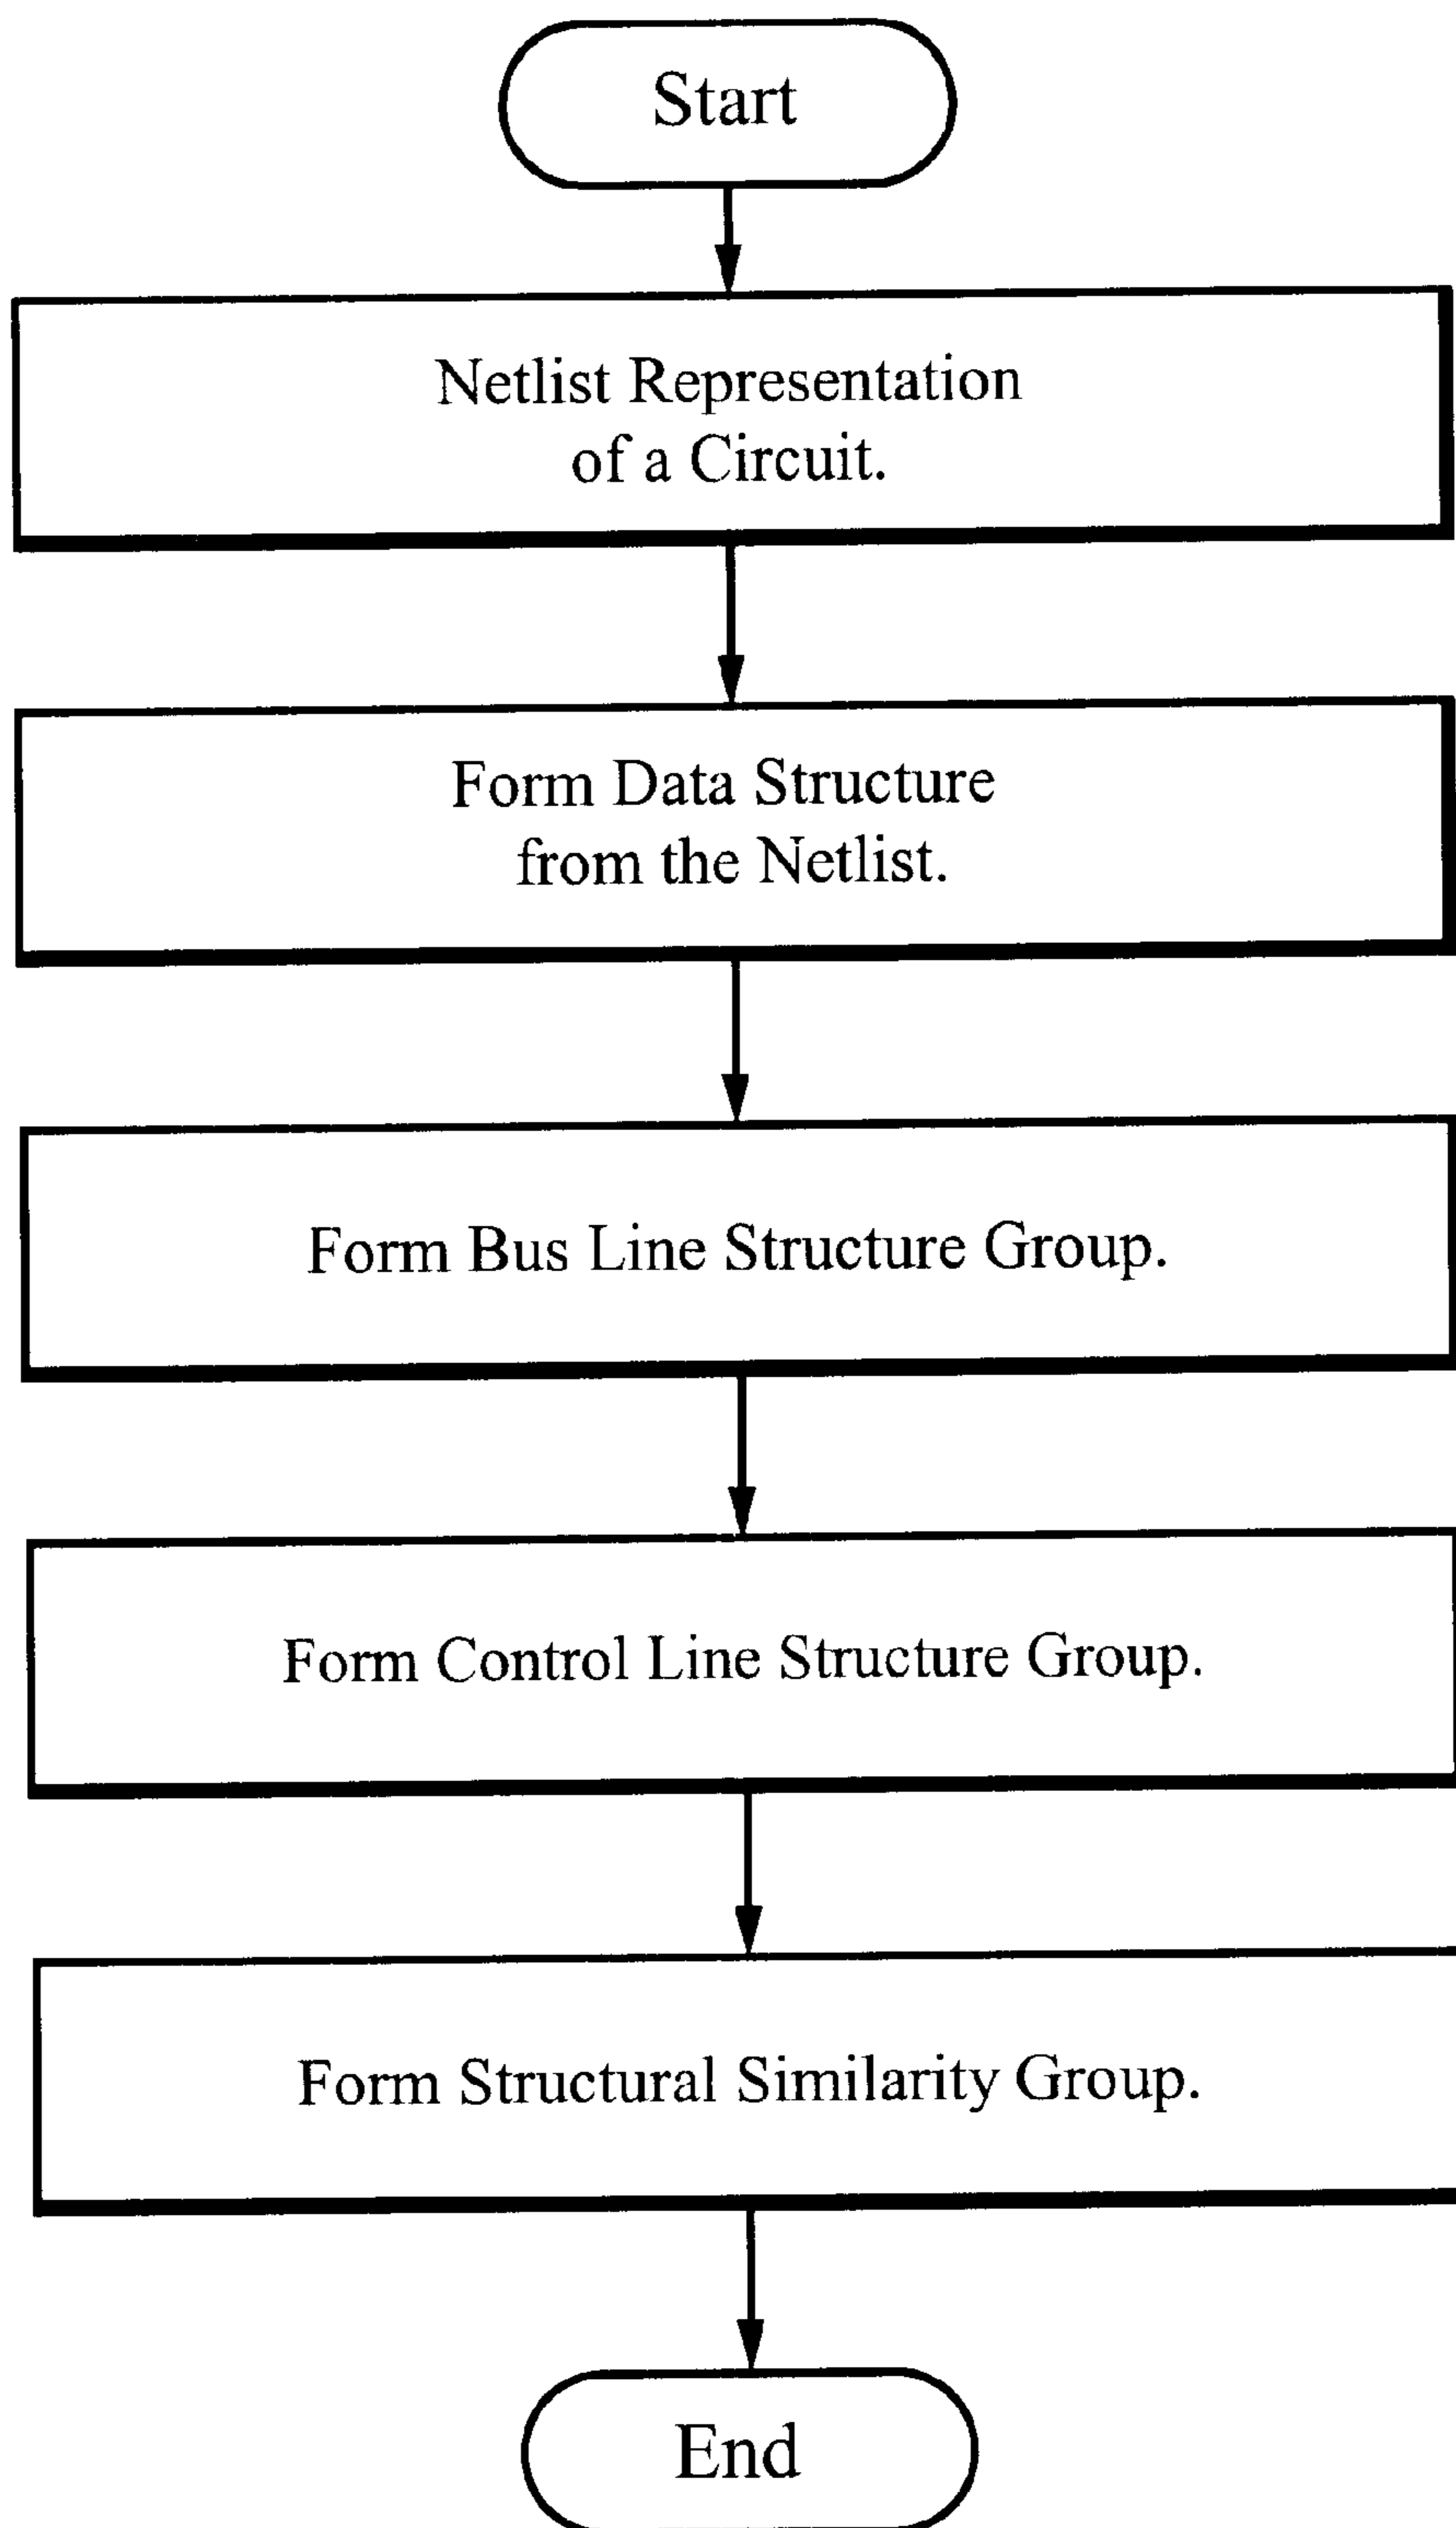 Start
Netlist Representation
of a Circuit.
Form Data Structure
from the Netlist.
Form Bus Line Structure Group.
Form Control Line Structure Group.
Form Structural Similarity Group.
End